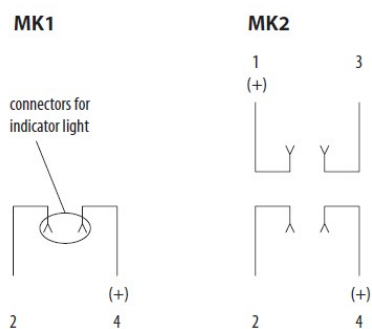 MK1
MK2
1
3
(+)
connectors for
indicator light
(+)
(+)
2
4
2
4